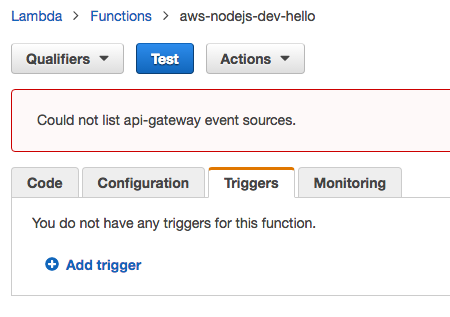 Lambda > Functions > aws-nodejs-dev-hello
Qualifiers Test Actions
Could not list api-gateway event sources.
Code Configuration Triggers Monitoring
You do not have any triggers for this function.
Add trigger